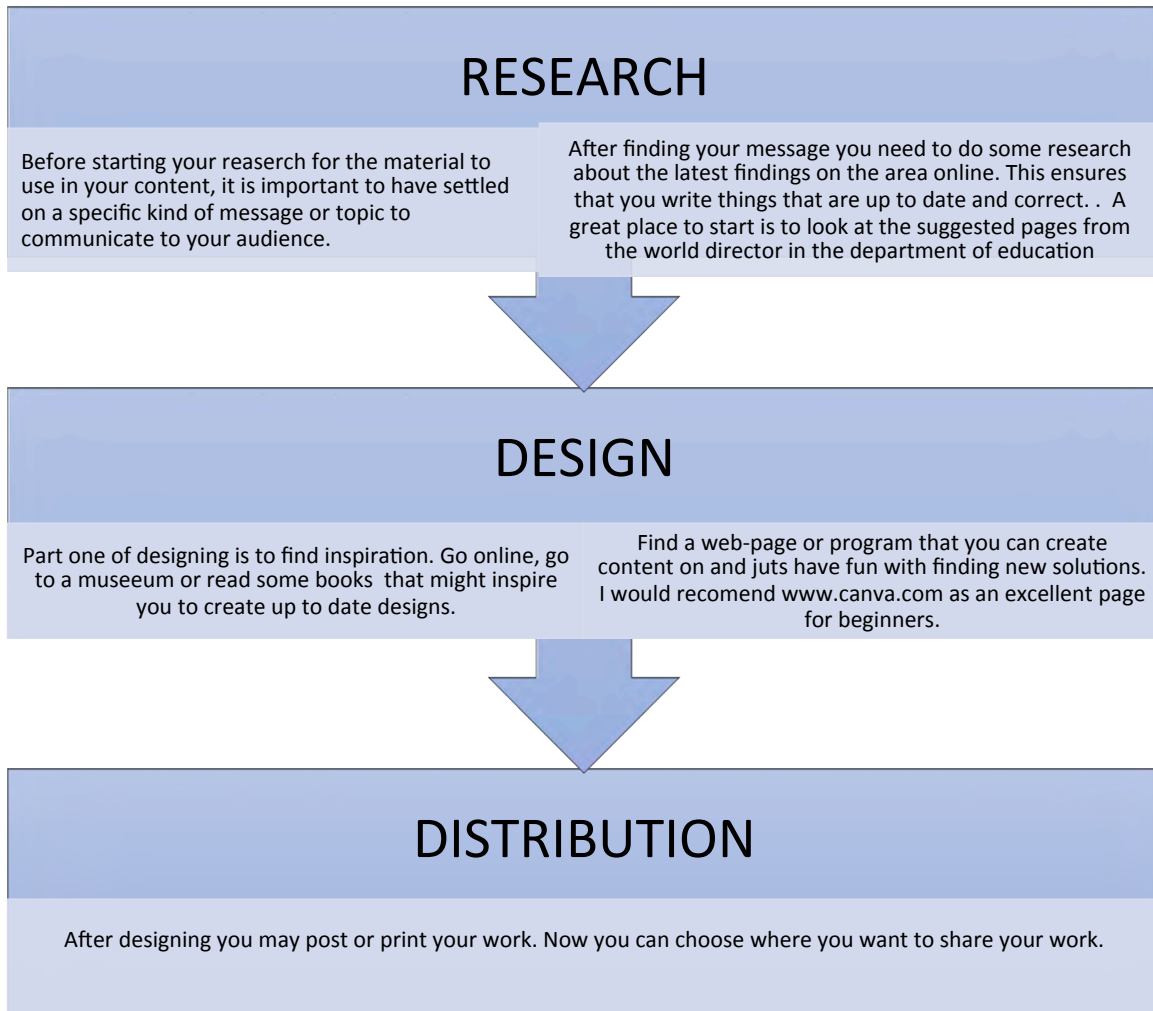 RESEARCH
Before starting your reaserch for the material to
use in your content, it is important to have settled
on a specific kind of message or topic to
communicate to your audience.
After finding your message you need to do some research
about the latest findings on the area online. This ensures
that you write things that are up to date and correct. .  A
great place to start is to look at the suggested pages from
the world director in the department of education
DESIGN
Part one of designing is to find inspiration. Go online, go
to a museeum or read some books  that might inspire
you to create up to date designs.
Find a web-page or program that you can create
content on and juts have fun with finding new solutions.
I would recomend www.canva.com as an excellent page
for beginners.
DISTRIBUTION
After designing you may post or print your work. Now you can choose where you want to share your work.